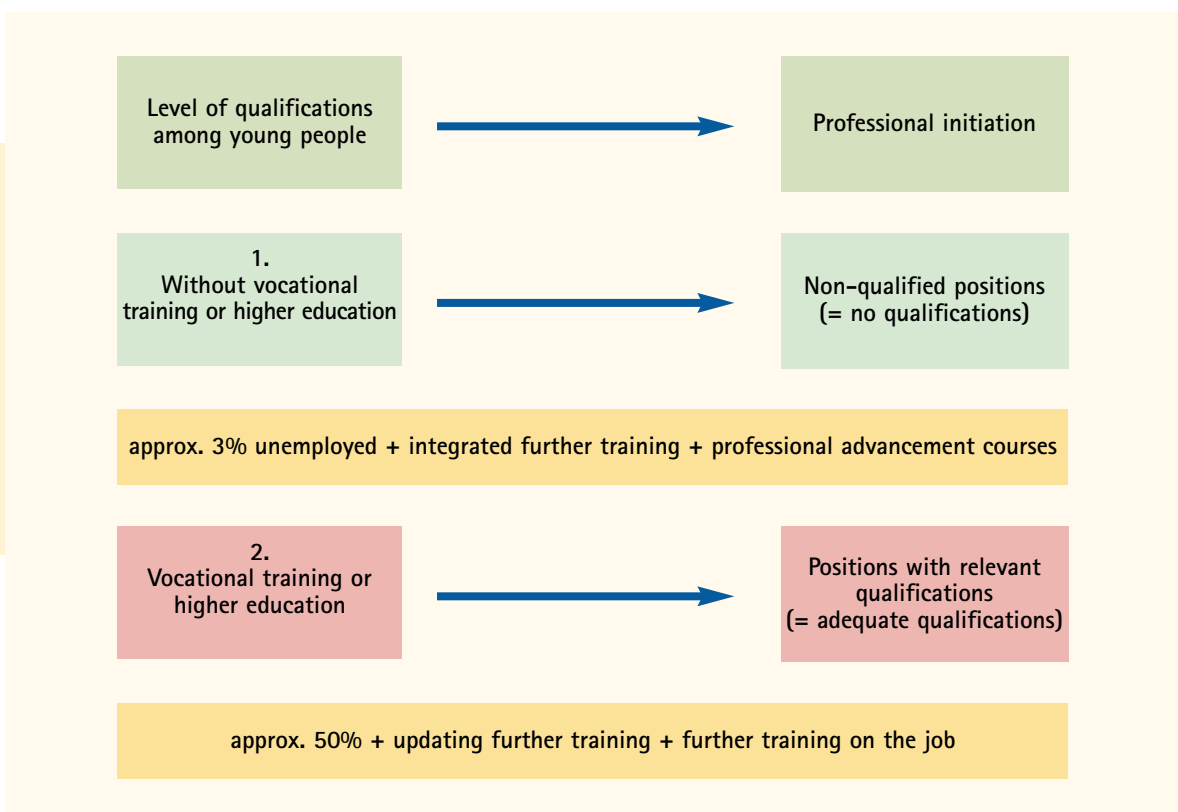 Level of qualifications
among young people
Professional initiation
1.
Without vocational
training or higher education
Non-qualified positions
(= no qualifications)
approx. 3% unemployed + integrated further training + professional advancement courses
2.
Vocational training or
higher education
Positions with relevant
qualifications
(= adequate qualifications)
approx. 50% + updating further training + further training on the job